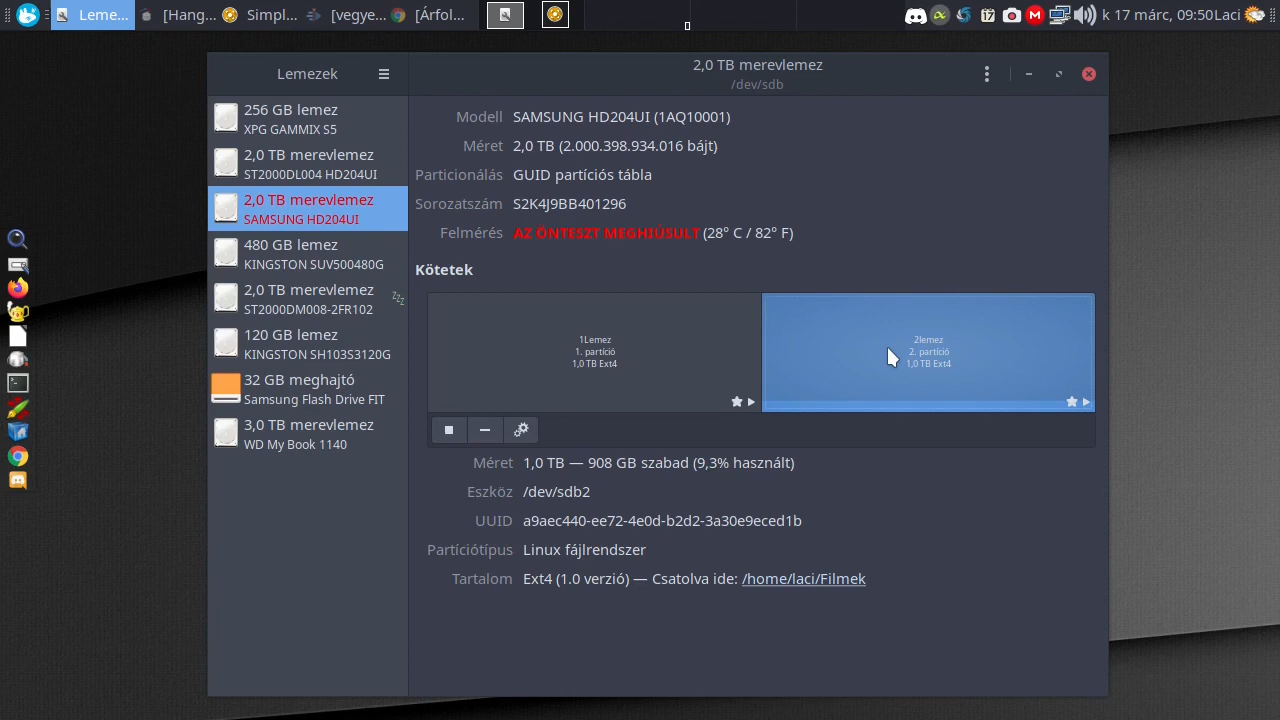 Leme...
[Hang...
Simpl...
[vegye...
[Árfol...
17
k 17 márc, 09:50
Laci
Lemezek
2,0 TB merevlemez
/dev/sdb
256 GB lemez
XPG GAMMIX S5
2,0 TB merevlemez
ST2000DL004 HD204UI
2,0 TB merevlemez
SAMSUNG HD204UI
480 GB lemez
KINGSTON SUV500480G
2,0 TB merevlemez
ST2000DM008-2FR102
zzz
120 GB lemez
KINGSTON SH103S3120G
32 GB meghajtó
Samsung Flash Drive FIT
3,0 TB merevlemez
WD My Book 1140
Modell SAMSUNG HD204UI (1AQ10001)
Méret 2,0 TB (2.000.398.934.016 bájt)
Particionálás GUID partíciós tábla
Sorozatszám S2K4J9BB401296
Felmérés AZ ÖNTESZT MEGHIÚSULT (28° C / 82° F)
Kötetek
1Lemez
1. partíció
1,0 TB Ext4
2lemez
2. partíció
1,0 TB Ext4
Méret 1,0 TB — 908 GB szabad (9,3% használt)
Eszköz /dev/sdb2
UUID a9aec440-ee72-4e0d-b2d2-3a30e9eced1b
Partíciótípus Linux fájlrendszer
Tartalom Ext4 (1.0 verzió) — Csatolva ide: /home/laci/Filmek